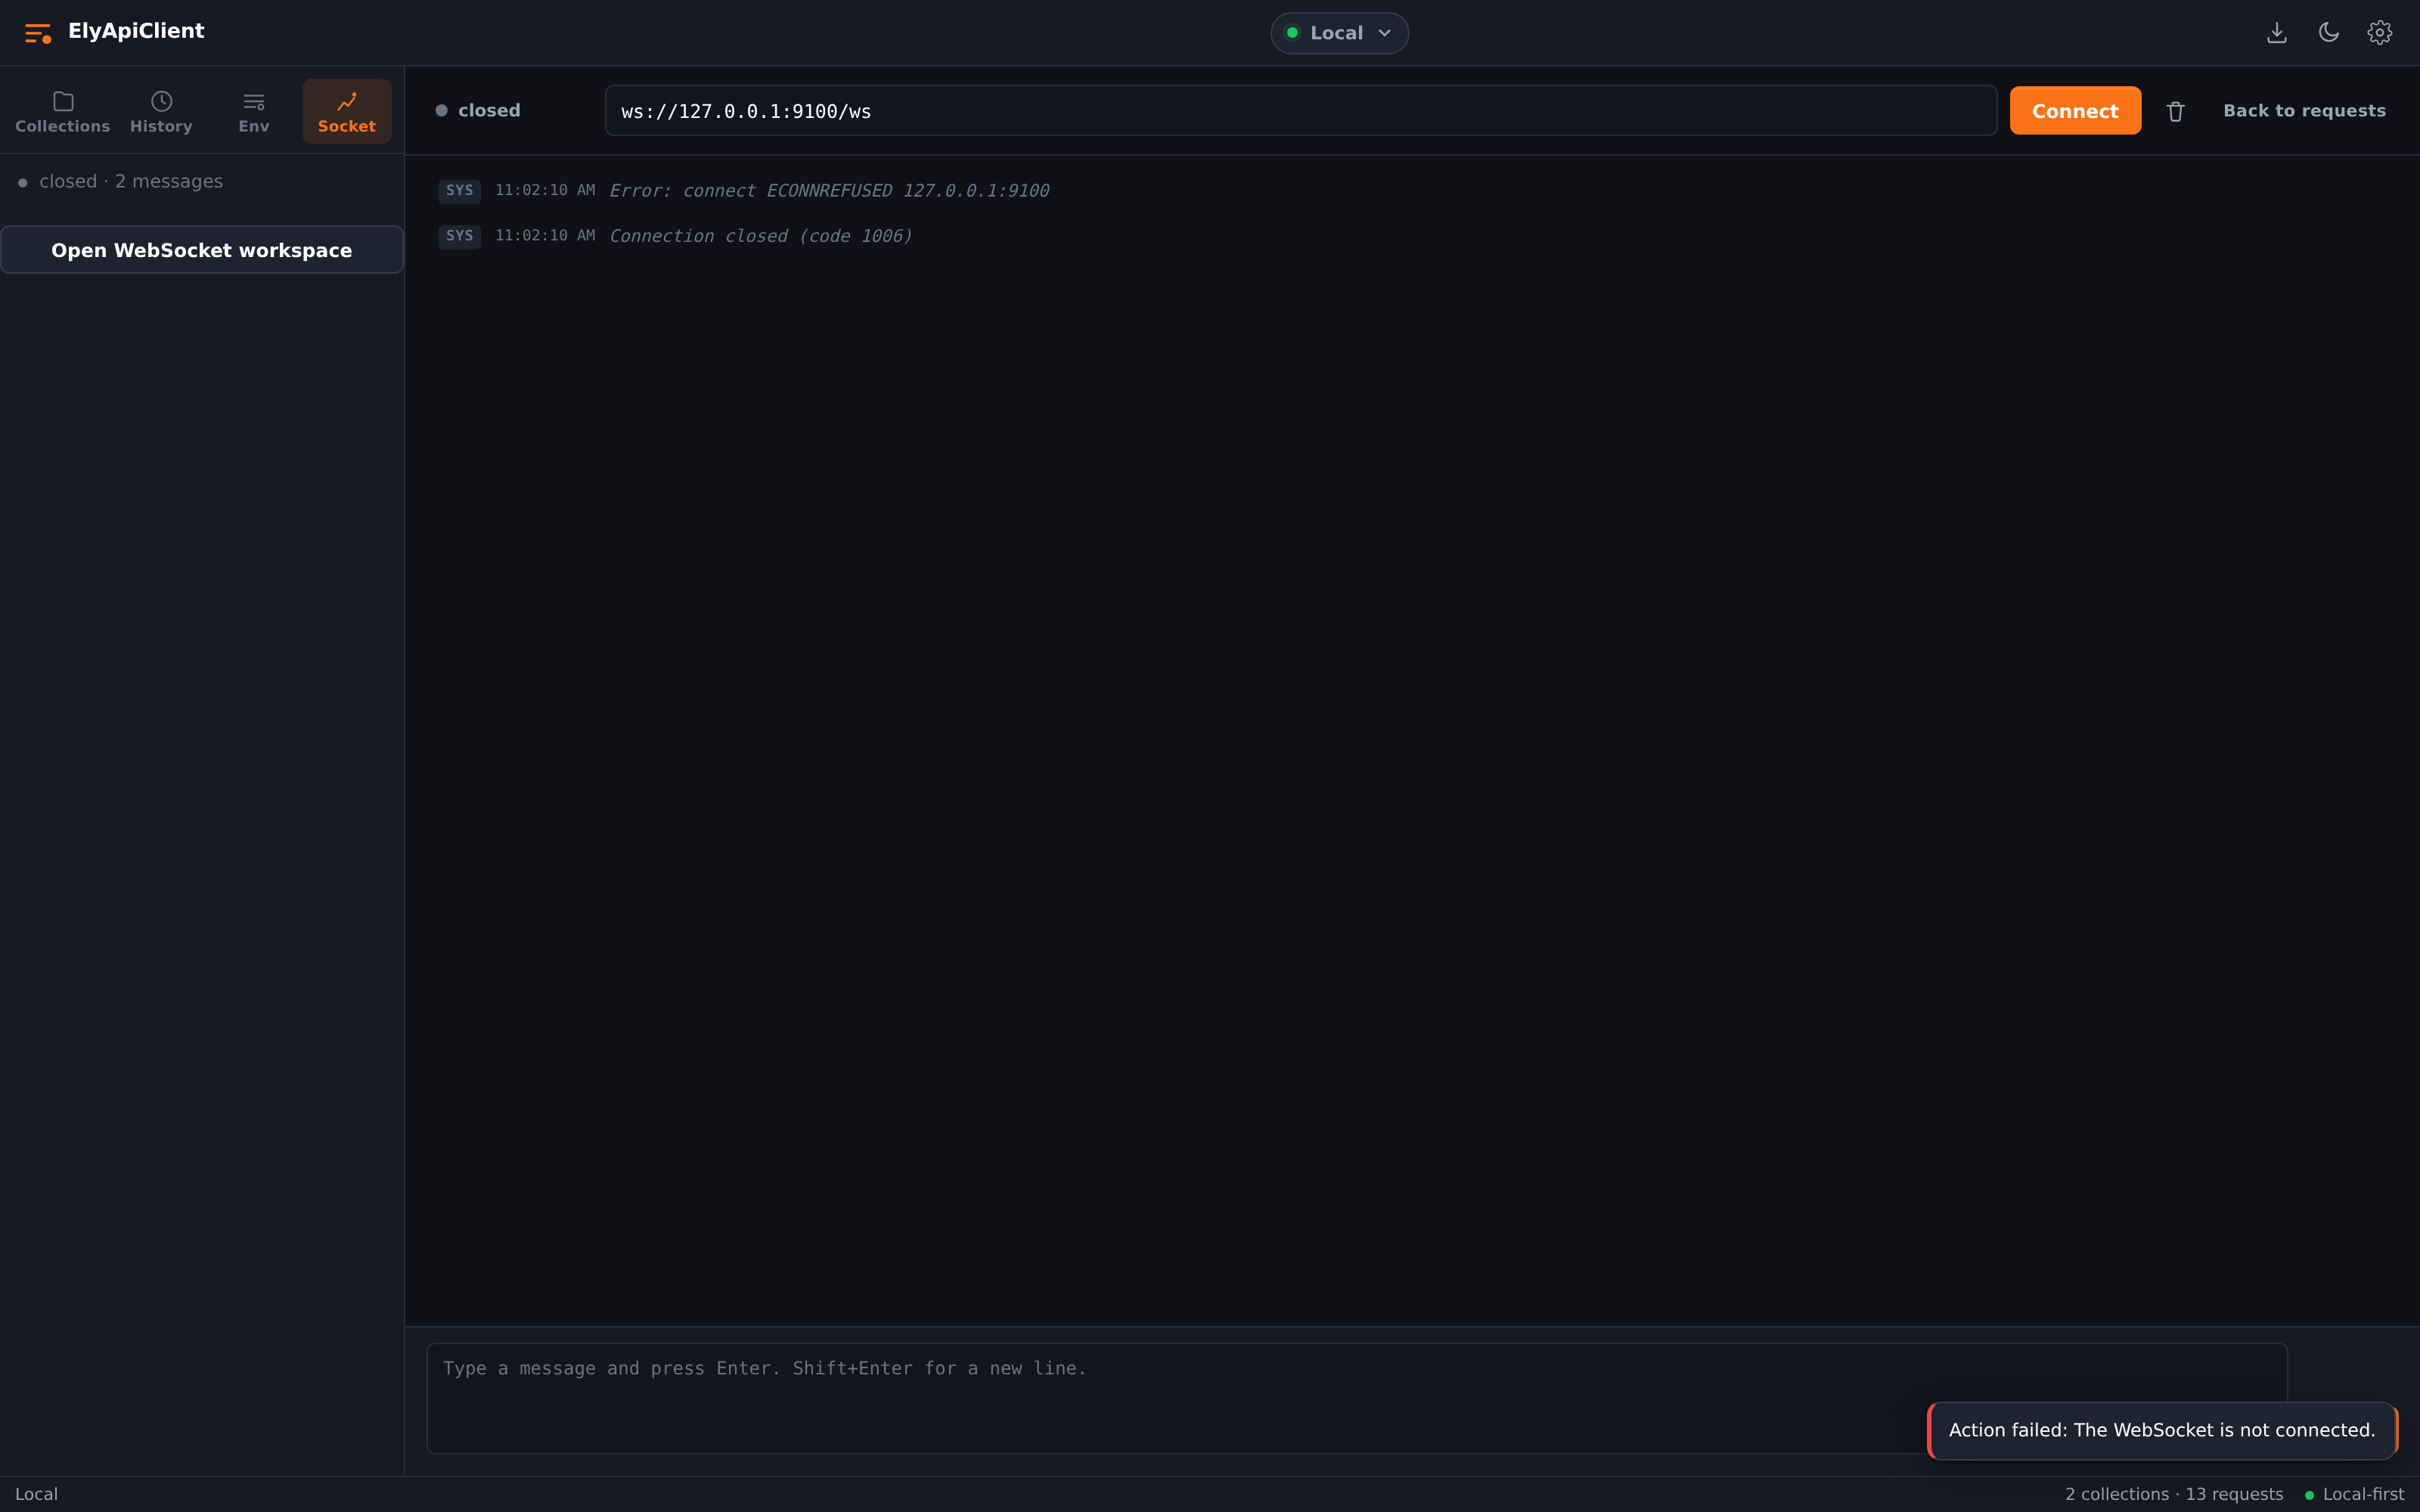 ElyApiClient
Local
Collections
History
Env
Socket
closed
ws://127.0.0.1:9100/ws
Connect
Back to requests
closed · 2 messages
Open WebSocket workspace
SYS 11:02:10 AM Error: connect ECONNREFUSED 127.0.0.1:9100
SYS 11:02:10 AM Connection closed (code 1006)
Type a message and press Enter. Shift+Enter for a new line.
Action failed: The WebSocket is not connected.
Local
2 collections · 13 requests
Local-first